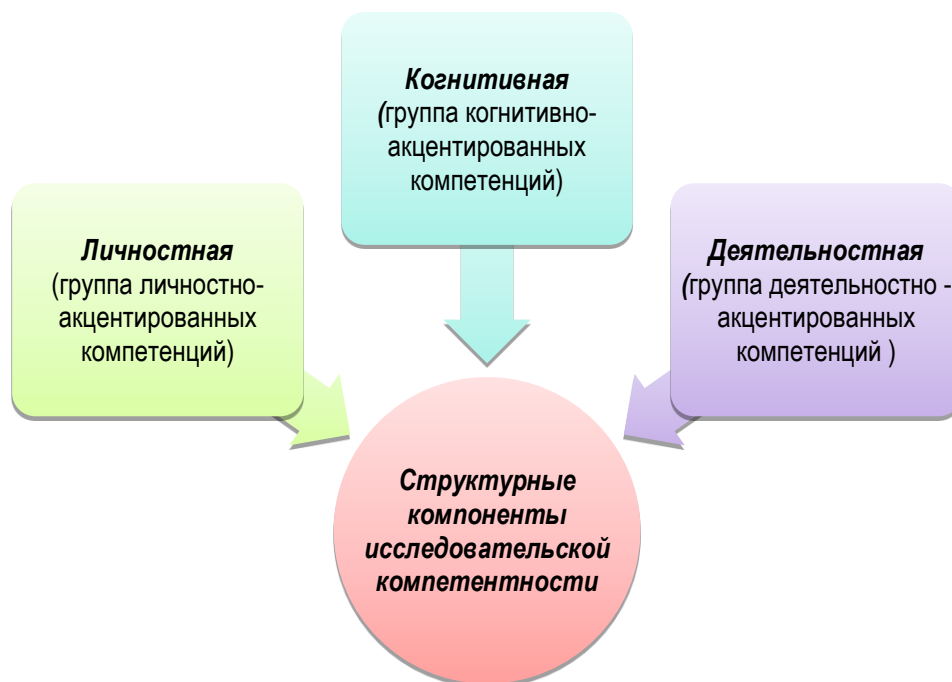 Когнитивная
(группа когнитивно-
акцентированных
компетенций)
Личностная
(группа личностно-
акцентированных
компетенций)
Деятельностная
(группа деятельностно -
акцентированных
компетенций )
Структурные
компоненты
исследовательской
компетентности